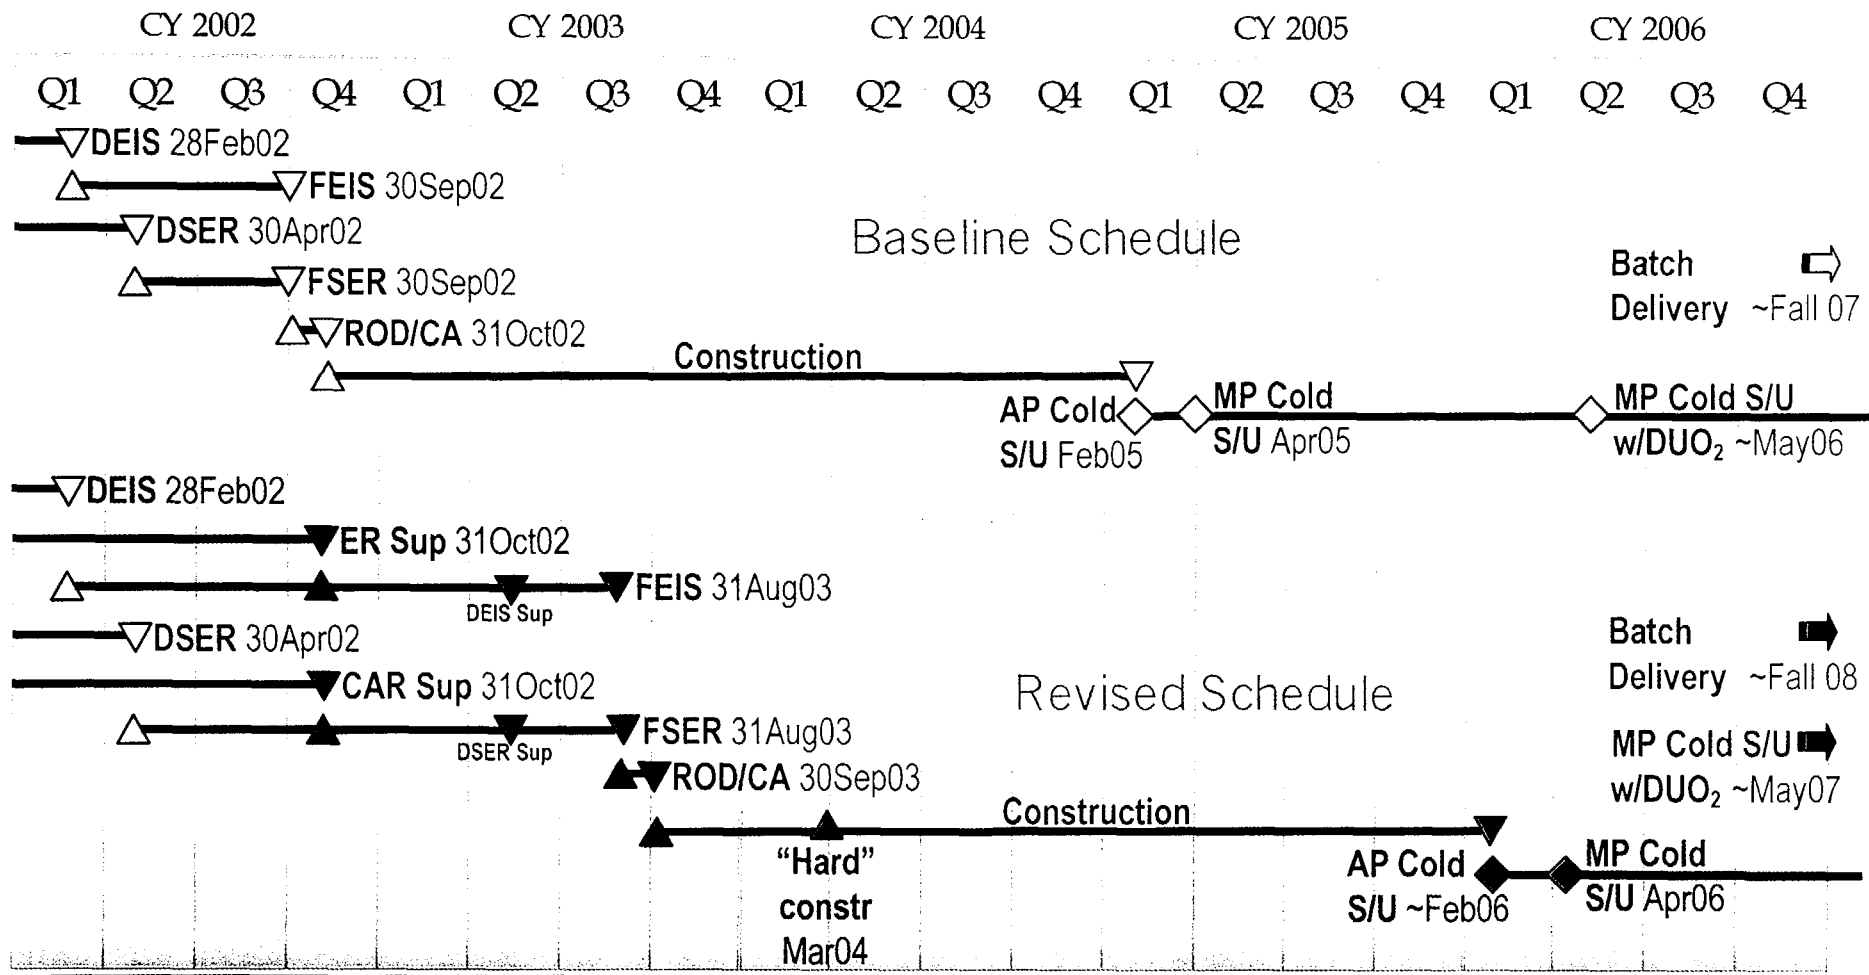 CY 2002 CY 2003 CY 2004 CY 2005 CY 2006
Q1 Q2 Q3 Q4 Q1 Q2 Q3 Q4 Q1 Q2 Q3 Q4 Q1 Q2 Q3 Q4 Q1 Q2 Q3 Q4
DEIS 28Feb02
FEIS 30Sep02
DSER 30Apr02
Baseline Schedule
FSER 30Sep02
Batch
Delivery ~Fall 07
ROD/CA 31Oct02
Construction
AP Cold
S/U Feb05
MP Cold
S/U Apr05
MP Cold S/U
w/DUO₂ ~May06
DEIS 28Feb02
ER Sup 31Oct02
FEIS 31Aug03
DEIS Sup
DSER 30Apr02
CAR Sup 31Oct02
Revised Schedule
Batch
Delivery ~Fall 08
FSER 31Aug03
DSER Sup
MP Cold S/U
w/DUO₂ ~May07
ROD/CA 30Sep03
Construction
"Hard"
constr
Mar04
AP Cold
S/U ~Feb06
MP Cold
S/U Apr06